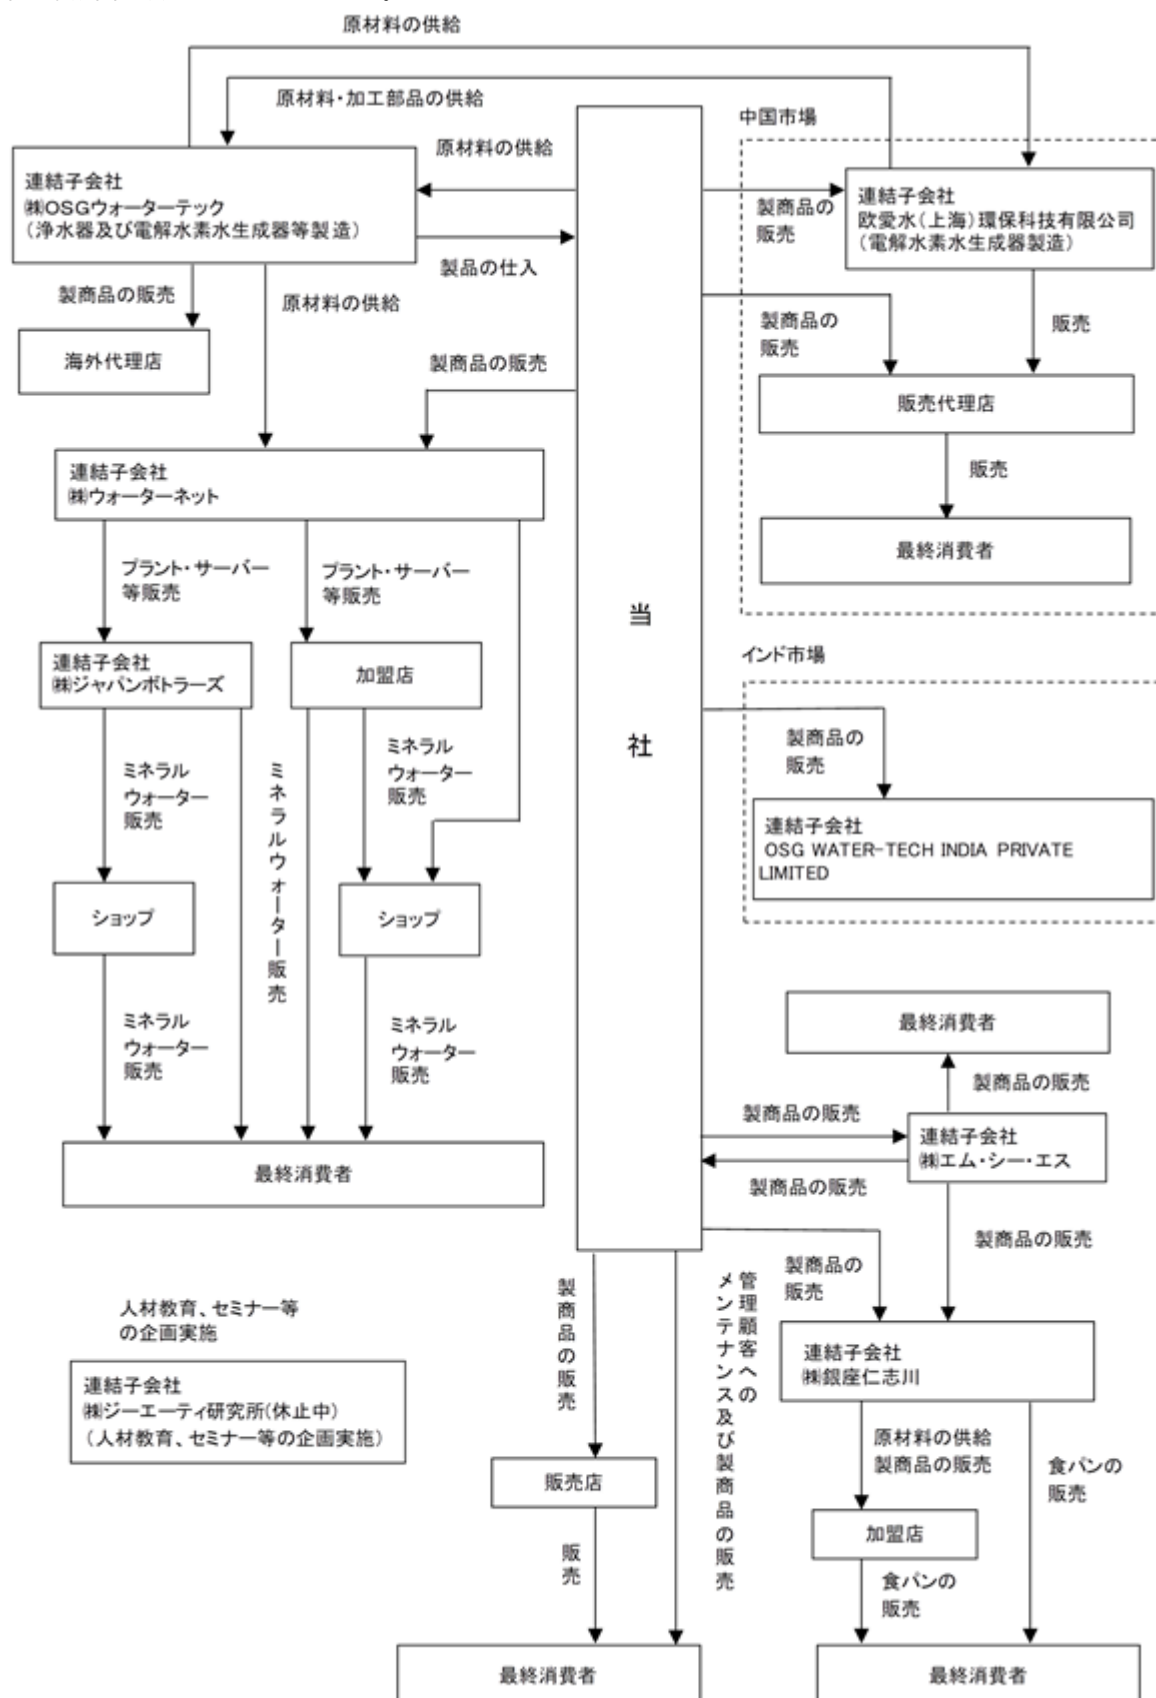 原材料の供給
原材料・加工部品の供給
原材料の供給
連結子会社
㈱OSGウォーターテック
（浄水器及び電解水素水生成器等製造）
製品の仕入
製商品の販売
原材料の供給
海外代理店
製商品の販売
連結子会社
㈱ウォーターネット
プラント・サーバー
等販売
プラント・サーバー
等販売
連結子会社
㈱ジャパンボトラーズ
加盟店
ミネラル
ウォーター
販売
ミネラルウォーター販売
ミネラル
ウォーター
販売
ショップ
ショップ
ミネラル
ウォーター
販売
ミネラル
ウォーター
販売
最終消費者
人材教育、セミナー等
の企画実施
連結子会社
㈱ジーエーティ研究所(休止中)
（人材教育、セミナー等の企画実施）
当
社
中国市場
製商品の
販売
連結子会社
欧愛水（上海）環保科技有限公司
（電解水素水生成器製造）
製商品の
販売
販売
販売代理店
販売
最終消費者
インド市場
製商品の
販売
連結子会社
OSG WATER-TECH INDIA PRIVATE
LIMITED
最終消費者
製商品の販売
製商品の販売
連結子会社
㈱エム・シー・エス
製商品の販売
製商品の販売
製商品の
販売
連結子会社
㈱銀座仁志川
原材料の供給
製商品の販売
食パンの
販売
加盟店
食パンの
販売
最終消費者
製商品の販売
管理顧客への
メンテナンス及び製商品の販売
販売店
販売
最終消費者